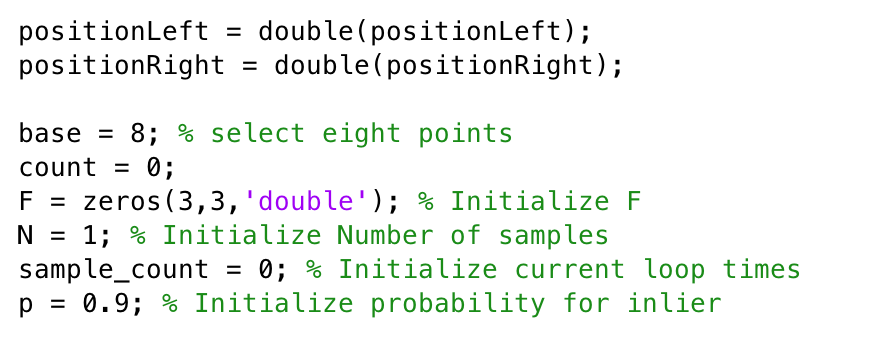 positionLeft = double(positionLeft);
positionRight = double(positionRight);
base = 8; % select eight points
count = 0;
F = zeros(3,3,'double'); % Initialize F
N = 1; % Initialize Number of samples
sample_count = 0; % Initialize current loop times
p = 0.9; % Initialize probability for inlier